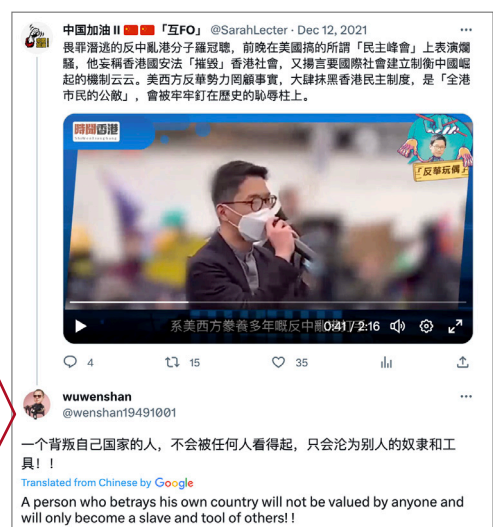 中国加油 II 🇨🇳🇨🇳「互FO」 @SarahLecter · Dec 12, 2021
畏罪潛逃的反中亂港分子羅冠聰，前晚在美國搞的所謂「民主峰會」上表演爛
騷，他妄稱香港國安法「摧毀」香港社會，又揚言要國際社會建立制衡中國崛
起的機制云云。美西方反華勢力罔顧事實，大肆抹黑香港民主制度，是「全港
市民的公敵」，會被牢牢釘在歷史的恥辱柱上。
時聞香港
「反華玩偶」
系美西方豢養多年嘅反中亂
0:41 / 2:16
4 15 35
wuwenshan
@wenshan19491001
一个背叛自己国家的人，不会被任何人看得起，只会沦为别人的奴隶和工
具！！
Translated from Chinese by Google
A person who betrays his own country will not be valued by anyone and
will only become a slave and tool of others! !